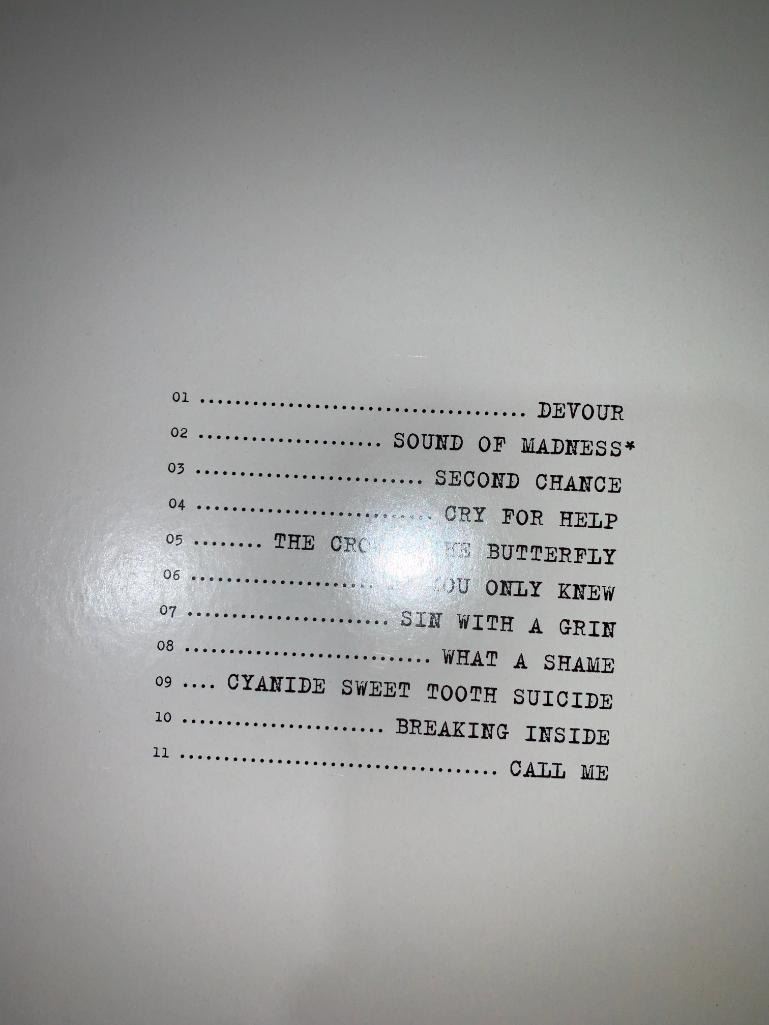 01 ..................................... DEVOUR
02 ..................... SOUND OF MADNESS*
03 .......................... SECOND CHANCE
04 ........................... CRY FOR HELP
05 ........ THE BUTTERFLY
06 ......................... YOU ONLY KNEW
07 ....................... SIN WITH A GRIN
08 ............................ WHAT A SHAME
09 .... CYANIDE SWEET TOOTH SUICIDE
10 ....................... BREAKING INSIDE
11 .................................... CALL ME